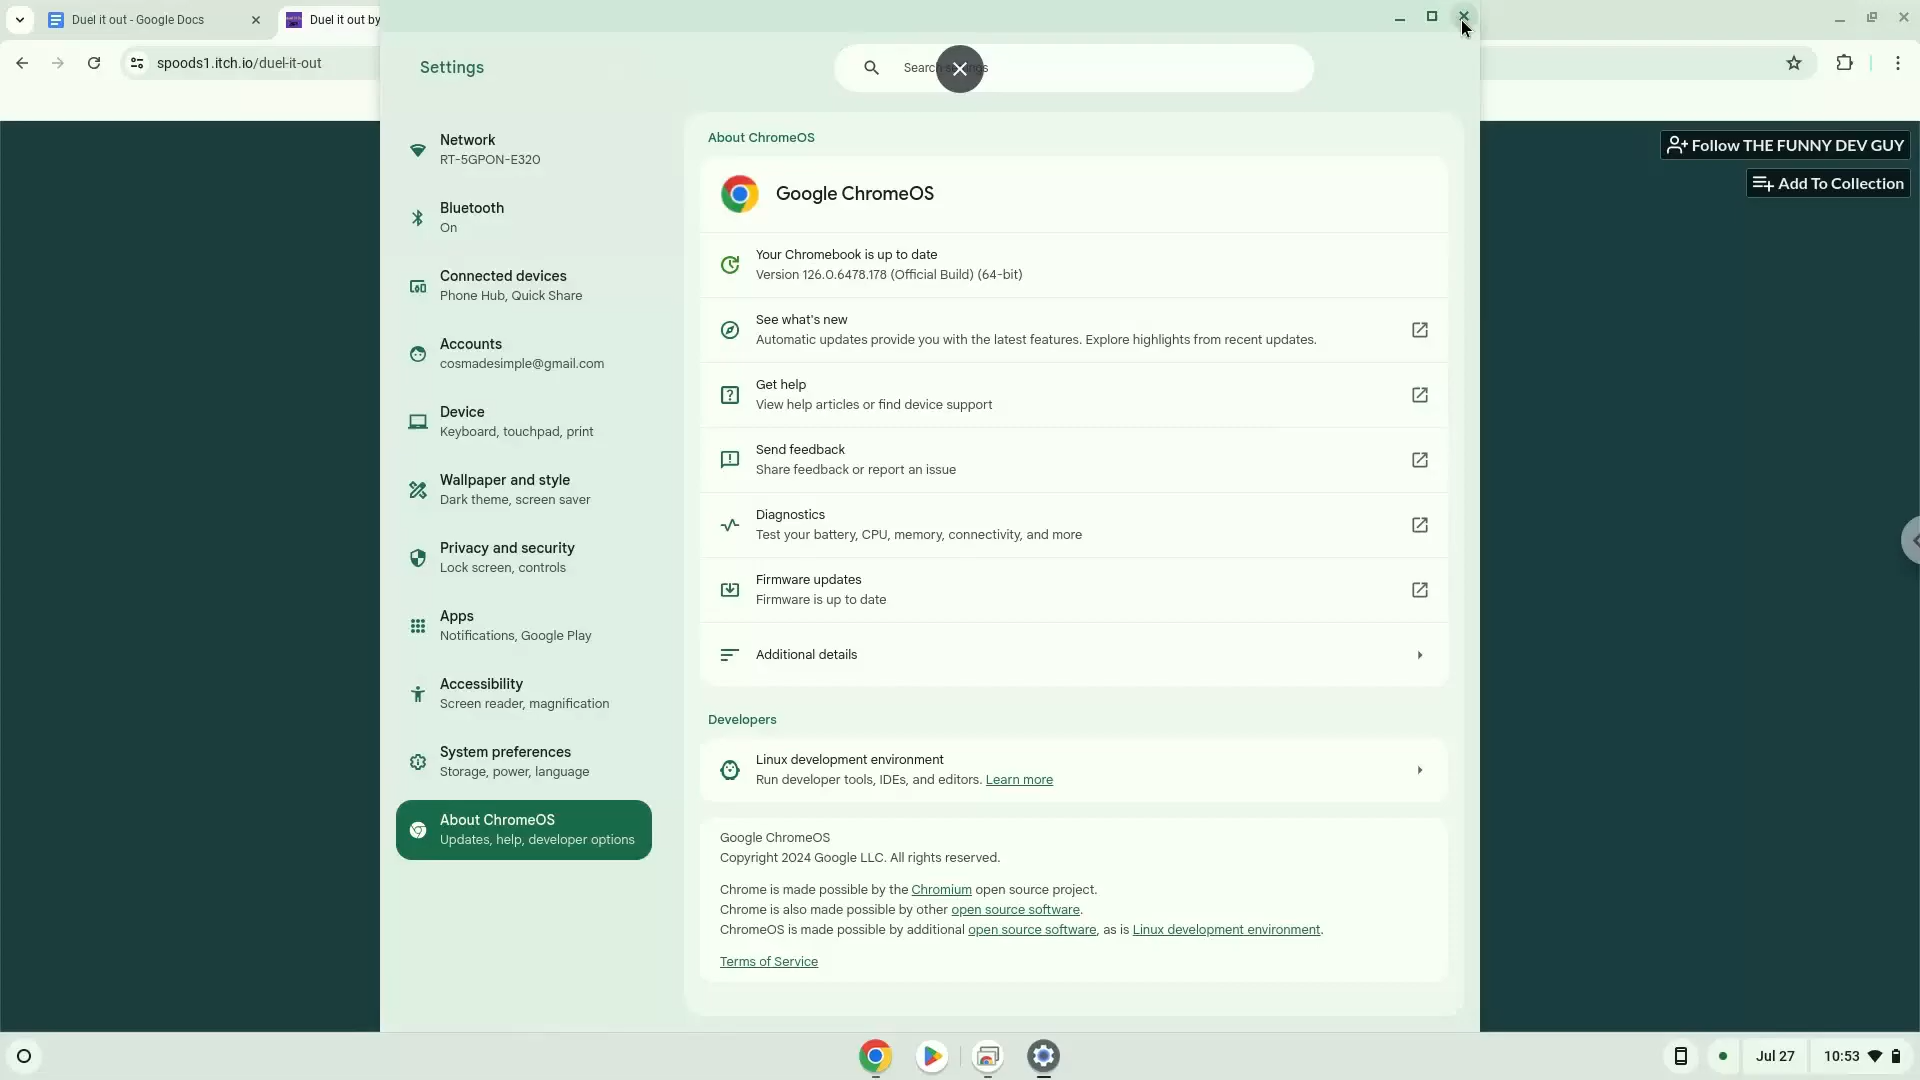 Duel it out - Google Docs
Duel it out by
spoods1.itch.io/duel-it-out
Settings
Follow THE FUNNY DEV GUY
Add To Collection
Network
RT-5GPON-E320
Bluetooth
On
Connected devices
Phone Hub, Quick Share
Accounts
cosmadesimple@gmail.com
Device
Keyboard, touchpad, print
Wallpaper and style
Dark theme, screen saver
Privacy and security
Lock screen, controls
Apps
Notifications, Google Play
Accessibility
Screen reader, magnification
System preferences
Storage, power, language
About ChromeOS
Updates, help, developer options
About ChromeOS
Google ChromeOS
Your Chromebook is up to date
Version 126.0.6478.178 (Official Build) (64-bit)
See what's new
Automatic updates provide you with the latest features. Explore highlights from recent updates.
Get help
View help articles or find device support
Send feedback
Share feedback or report an issue
Diagnostics
Test your battery, CPU, memory, connectivity, and more
Firmware updates
Firmware is up to date
Additional details
Developers
Linux development environment
Run developer tools, IDEs, and editors. Learn more
Google ChromeOS
Copyright 2024 Google LLC. All rights reserved.
Chrome is made possible by the Chromium open source project.
Chrome is also made possible by other open source software.
ChromeOS is made possible by additional open source software, as is Linux development environment.
Terms of Service
Jul 27
10:53